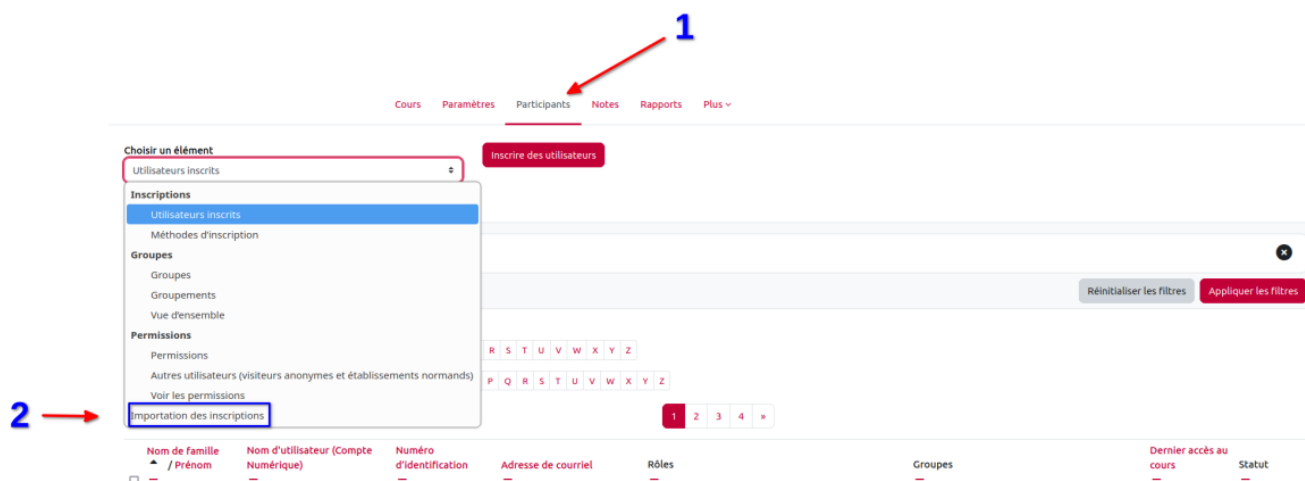 1
Cours Paramètres Participants Notes Rapports Plus
Choisir un élément
Utilisateurs inscrits
Inscrire des utilisateurs
Inscriptions
Utilisateurs inscrits
Méthodes d'inscription
Groupes
Groupes
Groupements
Vue d'ensemble
Réinitialiser les filtres Appliquer les filtres
Permissions
Permissions
R S T U V W X Y Z
Autres utilisateurs (visiteurs anonymes et établissements normands)
P Q R S T U V W X Y Z
Voir les permissions
2 Importation des inscriptions
1 2 3 4 »
Nom de famille / Prénom
Nom d'utilisateur (Compte Numérique)
Numéro d'identification
Adresse de courriel
Rôles
Groupes
Dernier accès au cours
Statut